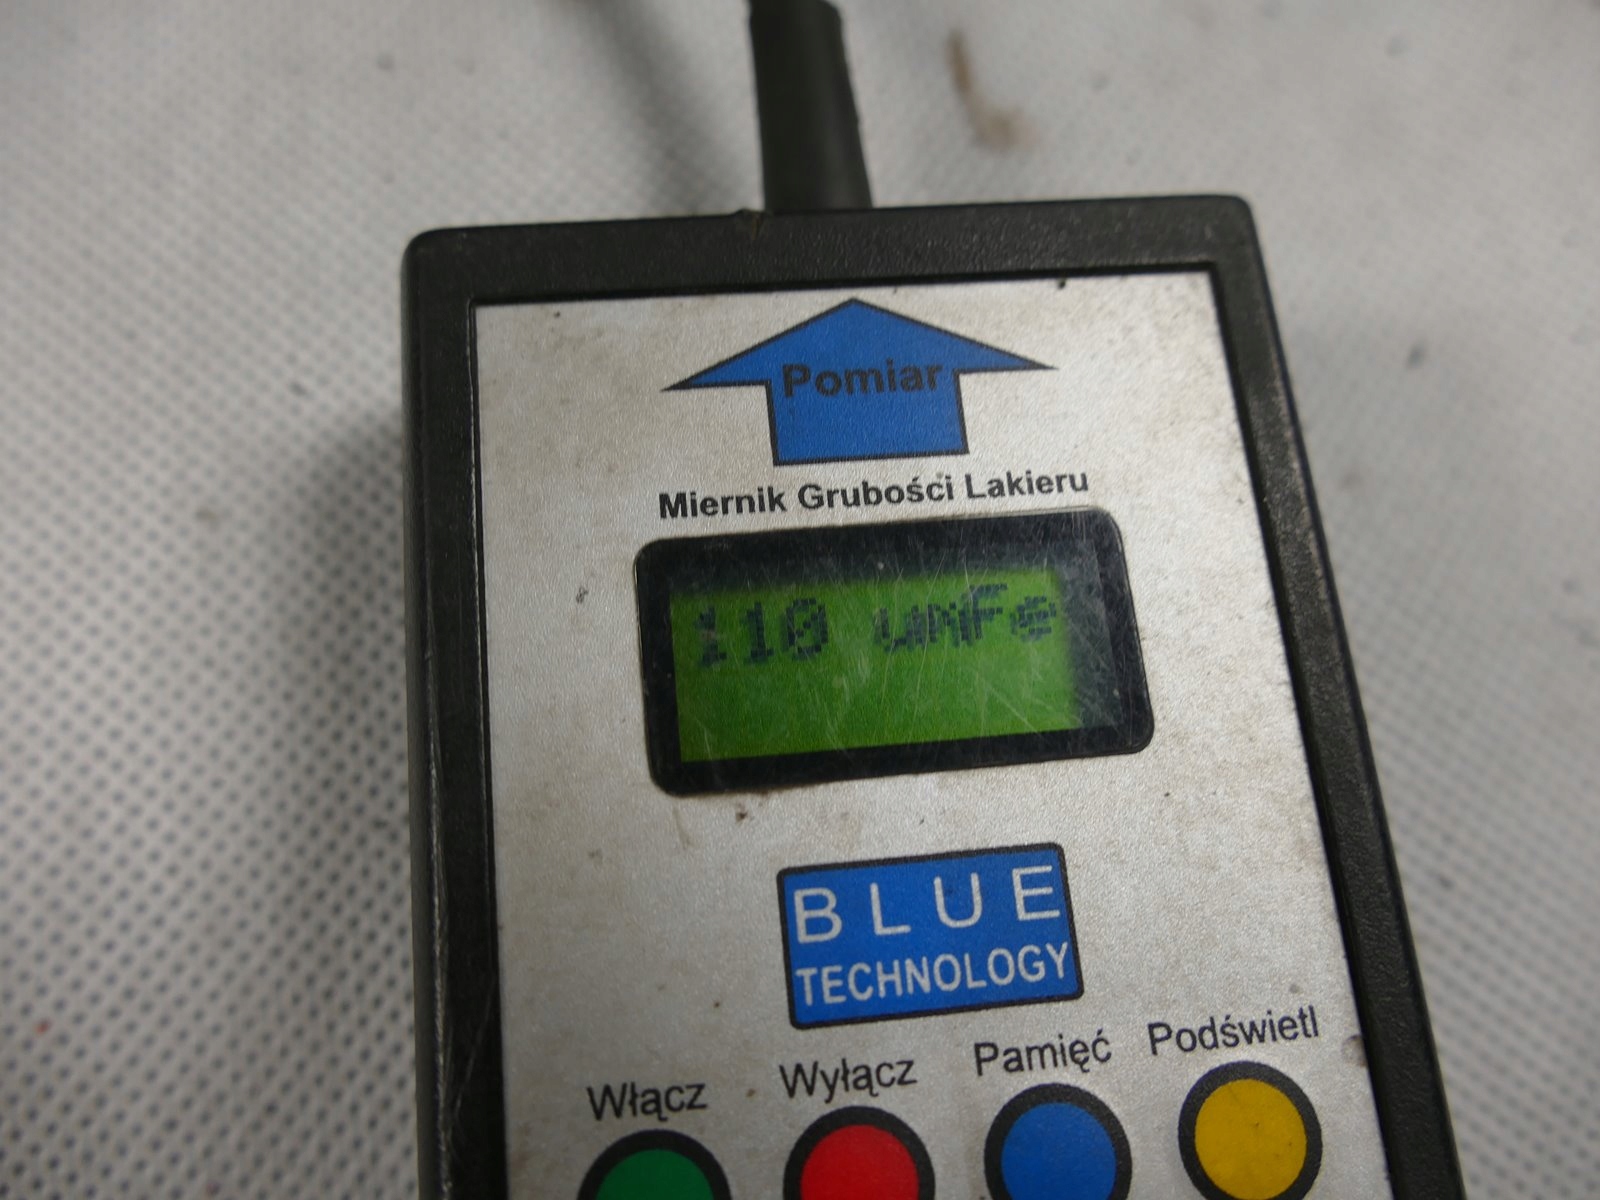 Pomiar
Miernik Grubości Lakieru
110 umFe
BLUE
TECHNOLOGY
Włącz Wyłącz Pamięć Podświetl